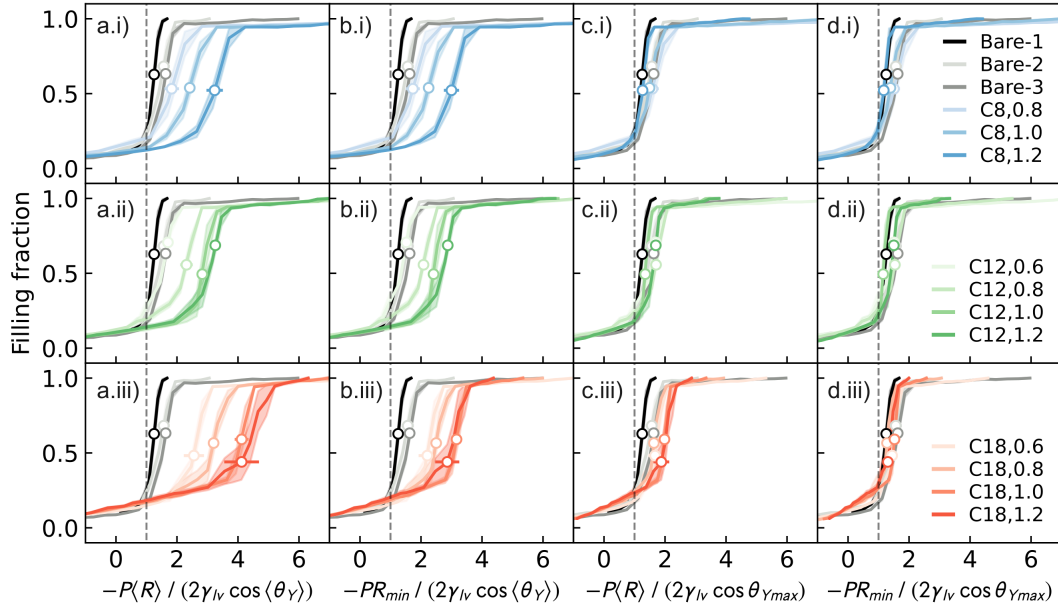 a.i)
b.i)
c.i)
d.i)
1.0
0.5
0.0
Bare-1
Bare-2
Bare-3
C8,0.8
C8,1.0
C8,1.2
a.ii)
b.ii)
c.ii)
d.ii)
Filling fraction
1.0
0.5
0.0
C12,0.6
C12,0.8
C12,1.0
C12,1.2
a.iii)
b.iii)
c.iii)
d.iii)
1.0
0.5
0.0
C18,0.6
C18,0.8
C18,1.0
C18,1.2
0 2 4 6
0 2 4 6
0 2 4 6
0 2 4 6
−P⟨R⟩ / (2γlv cos ⟨θY⟩)
−PRmin / (2γlv cos ⟨θY⟩)
−P⟨R⟩ / (2γlv cos θYmax)
−PRmin / (2γlv cos θYmax)